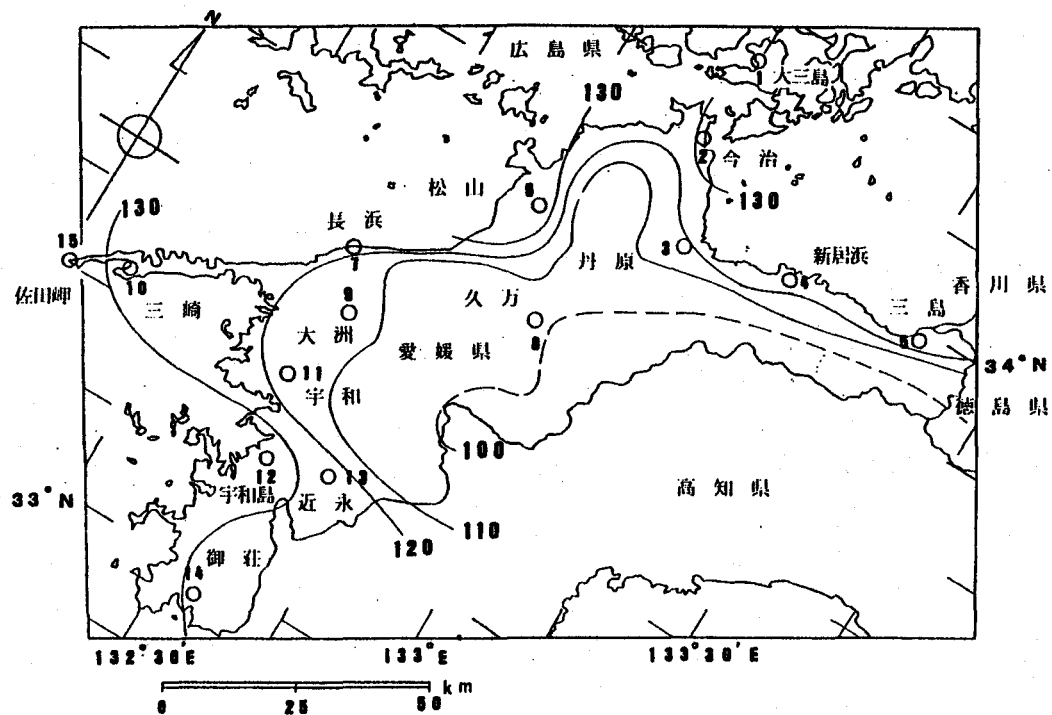 N
広島県
1
大三島
130
2
今治
130
松山
6
長浜
7
130
15
佐田岬
10
三崎
9
大洲
久万
8
丹原
3
新居浜
4
三島
5
香川県
34°N
徳島県
愛媛県
11
宇和
100
12
宇和島
13
近永
高知県
33°N
110
120
御荘
14
132°30'
133°E
133°30'
km
0 25 50